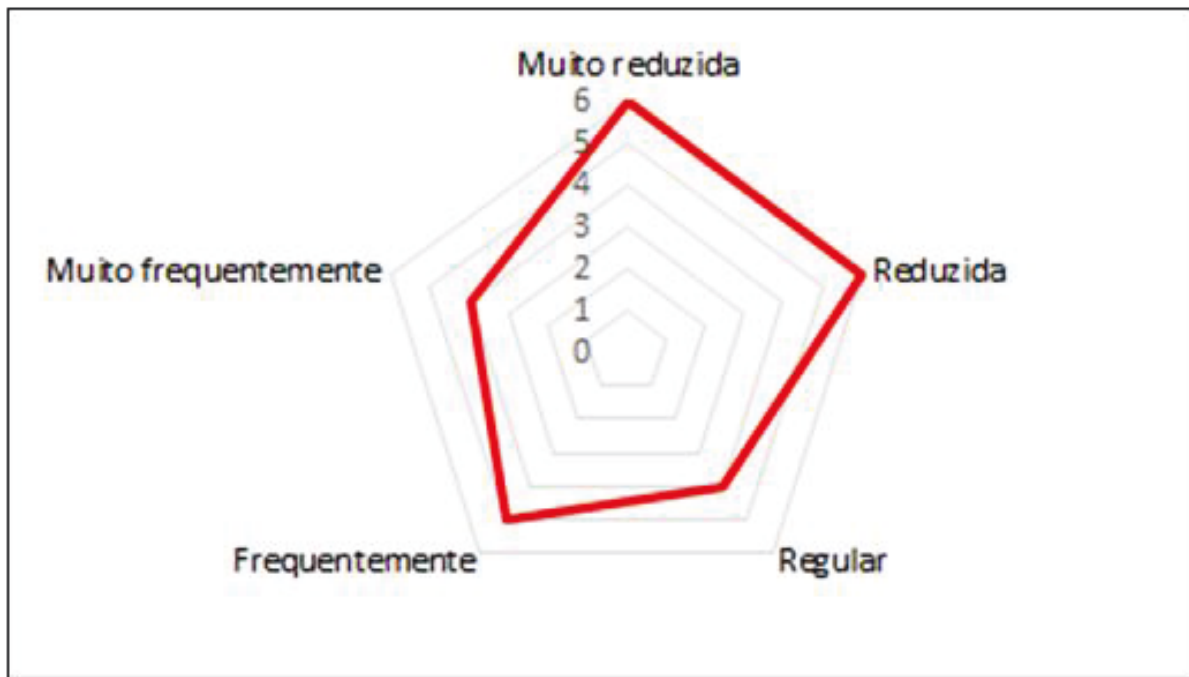 Muito reduzida
6
5
4
3
2
1
0
Reduzida
Muito frequentemente
Frequentemente
Regular